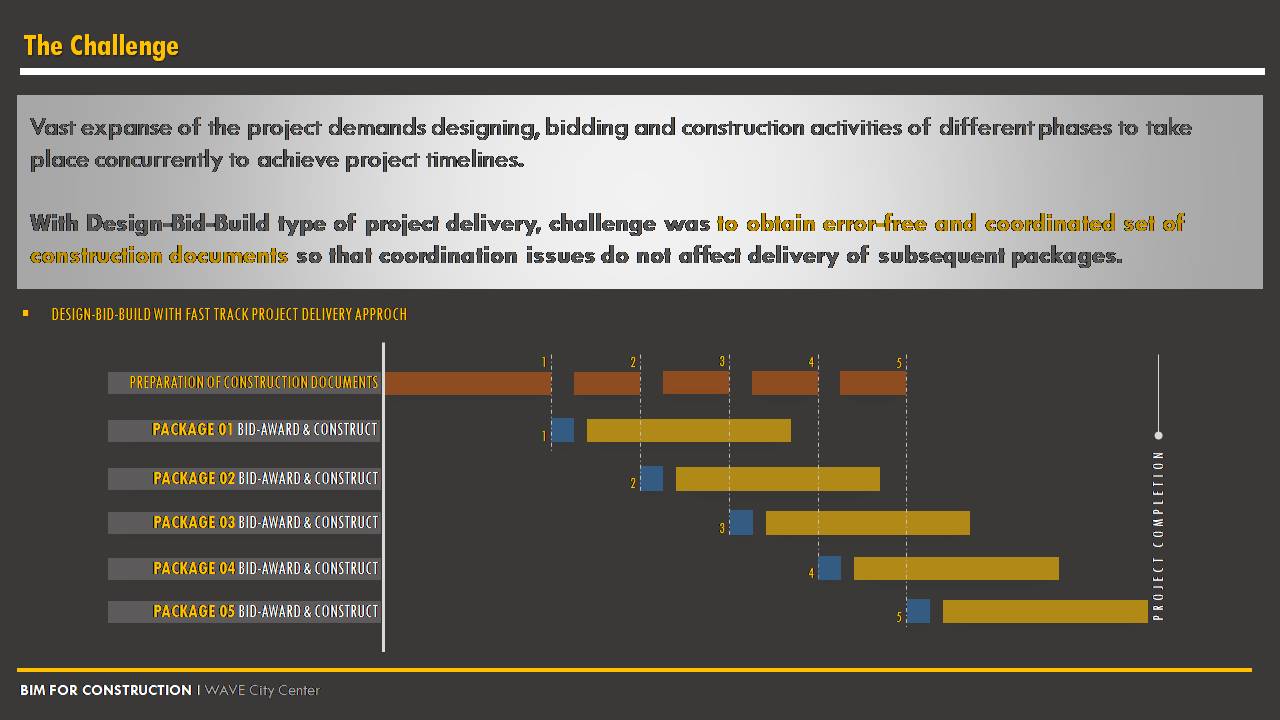 The Challenge
Vast expanse of the project demands designing, bidding and construction activities of different phases to take
place concurrently to achieve project timelines.
With Design-Bid-Build type of project delivery, challenge was to obtain error-free and coordinated set of
construction documents so that coordination issues do not affect delivery of subsequent packages.
DESIGN-BID-BUILD WITH FAST TRACK PROJECT DELIVERY APPROCH
1 2 3 4 5
PREPARATION OF CONSTRUCTION DOCUMENTS
PACKAGE 01 BID-AWARD & CONSTRUCT
1
PACKAGE 02 BID-AWARD & CONSTRUCT
2
PACKAGE 03 BID-AWARD & CONSTRUCT
3
PACKAGE 04 BID-AWARD & CONSTRUCT
4
PACKAGE 05 BID-AWARD & CONSTRUCT
5
PROJECT COMPLETION
BIM FOR CONSTRUCTION | WAVE City Center